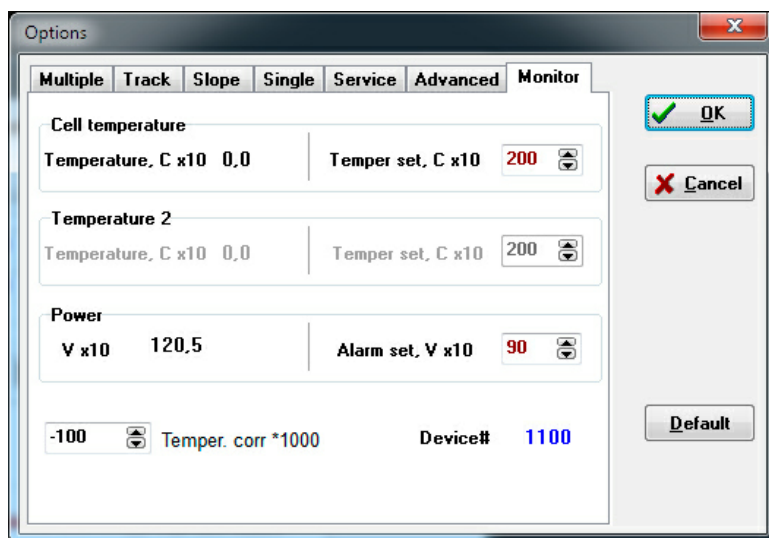 Options
Multiple Track Slope Single Service Advanced Monitor
OK
Cell temperature
Temperature, C x10 0,0 Temper set, C x10 200
Cancel
Temperature 2
Temperature, C x10 0,0 Temper set, C x10 200
Power
V x10 120,5 Alarm set, V x10 90
-100 Temper. corr *1000 Device# 1100
Default